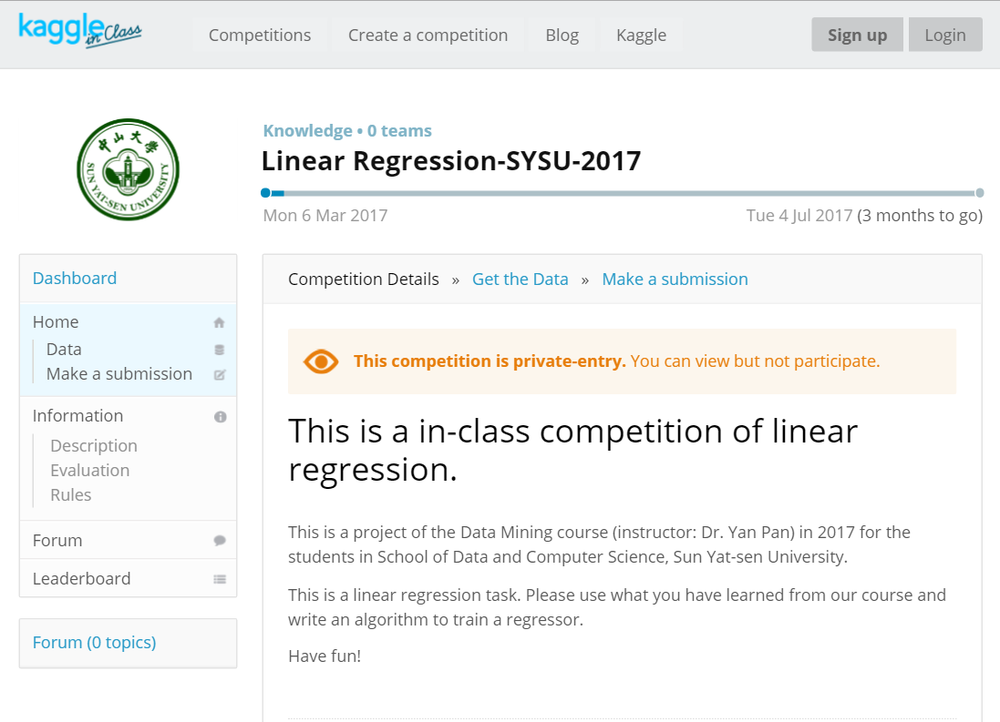 kaggle in Class
Competitions Create a competition Blog Kaggle Sign up Login
中山大學
SUN YAT-SEN UNIVERSITY
Knowledge • 0 teams
Linear Regression-SYSU-2017
Mon 6 Mar 2017 Tue 4 Jul 2017 (3 months to go)
Dashboard
Home
Data
Make a submission
Information
Description
Evaluation
Rules
Forum
Leaderboard
Forum (0 topics)
Competition Details » Get the Data » Make a submission
This competition is private-entry. You can view but not participate.
This is a in-class competition of linear
regression.
This is a project of the Data Mining course (instructor: Dr. Yan Pan) in 2017 for the
students in School of Data and Computer Science, Sun Yat-sen University.
This is a linear regression task. Please use what you have learned from our course and
write an algorithm to train a regressor.
Have fun!